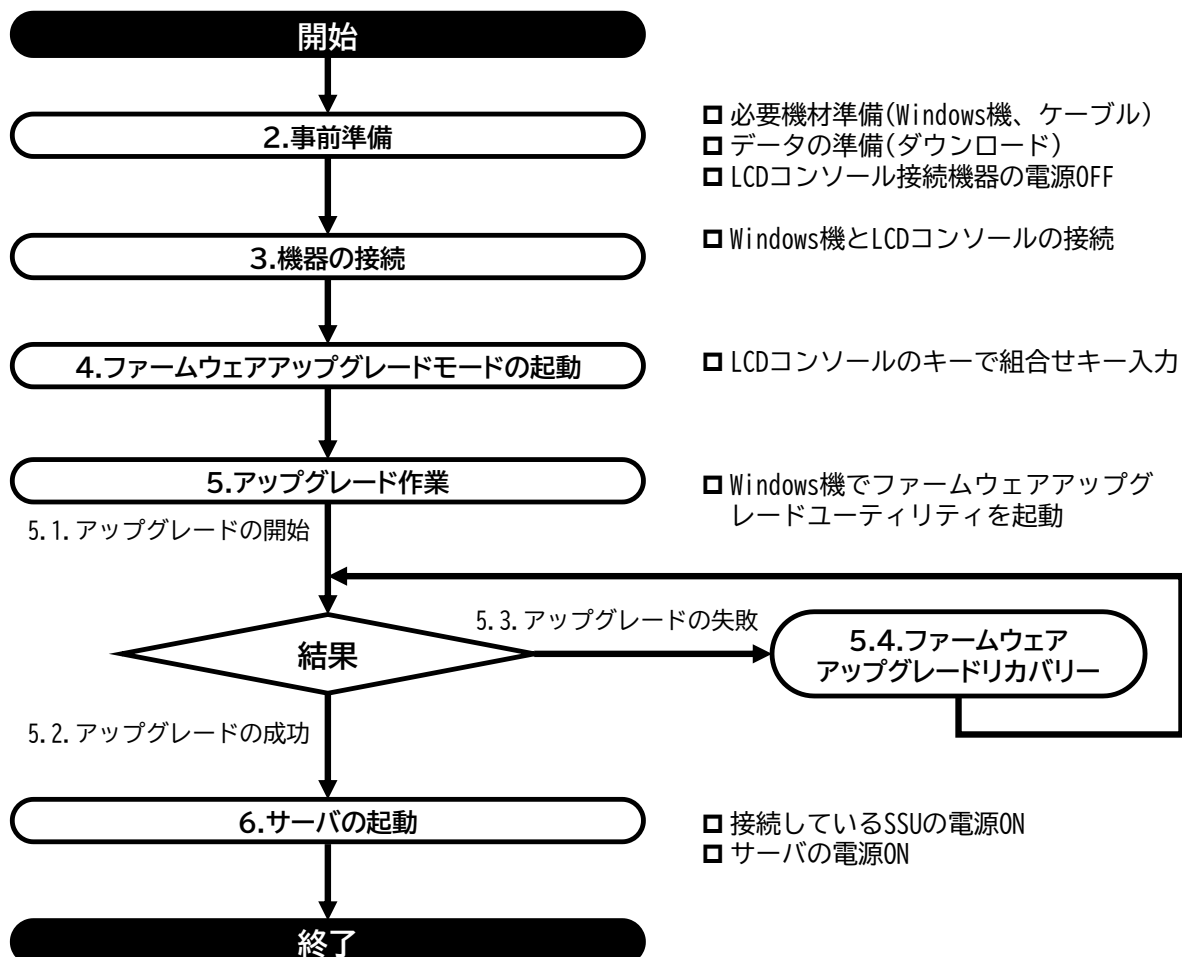 開始
2.事前準備
□ 必要機材準備(Windows機、ケーブル)
□ データの準備(ダウンロード)
□ LCDコンソール接続機器の電源OFF
3.機器の接続
□ Windows機とLCDコンソールの接続
4.ファームウェアアップグレードモードの起動
□ LCDコンソールのキーで組合せキー入力
5.アップグレード作業
□ Windows機でファームウェアアップグ
レードユーティリティを起動
5.1.アップグレードの開始
結果
5.3.アップグレードの失敗
5.4.ファームウェア
アップグレードリカバリー
5.2.アップグレードの成功
6.サーバの起動
□ 接続しているSSUの電源ON
□ サーバの電源ON
終了